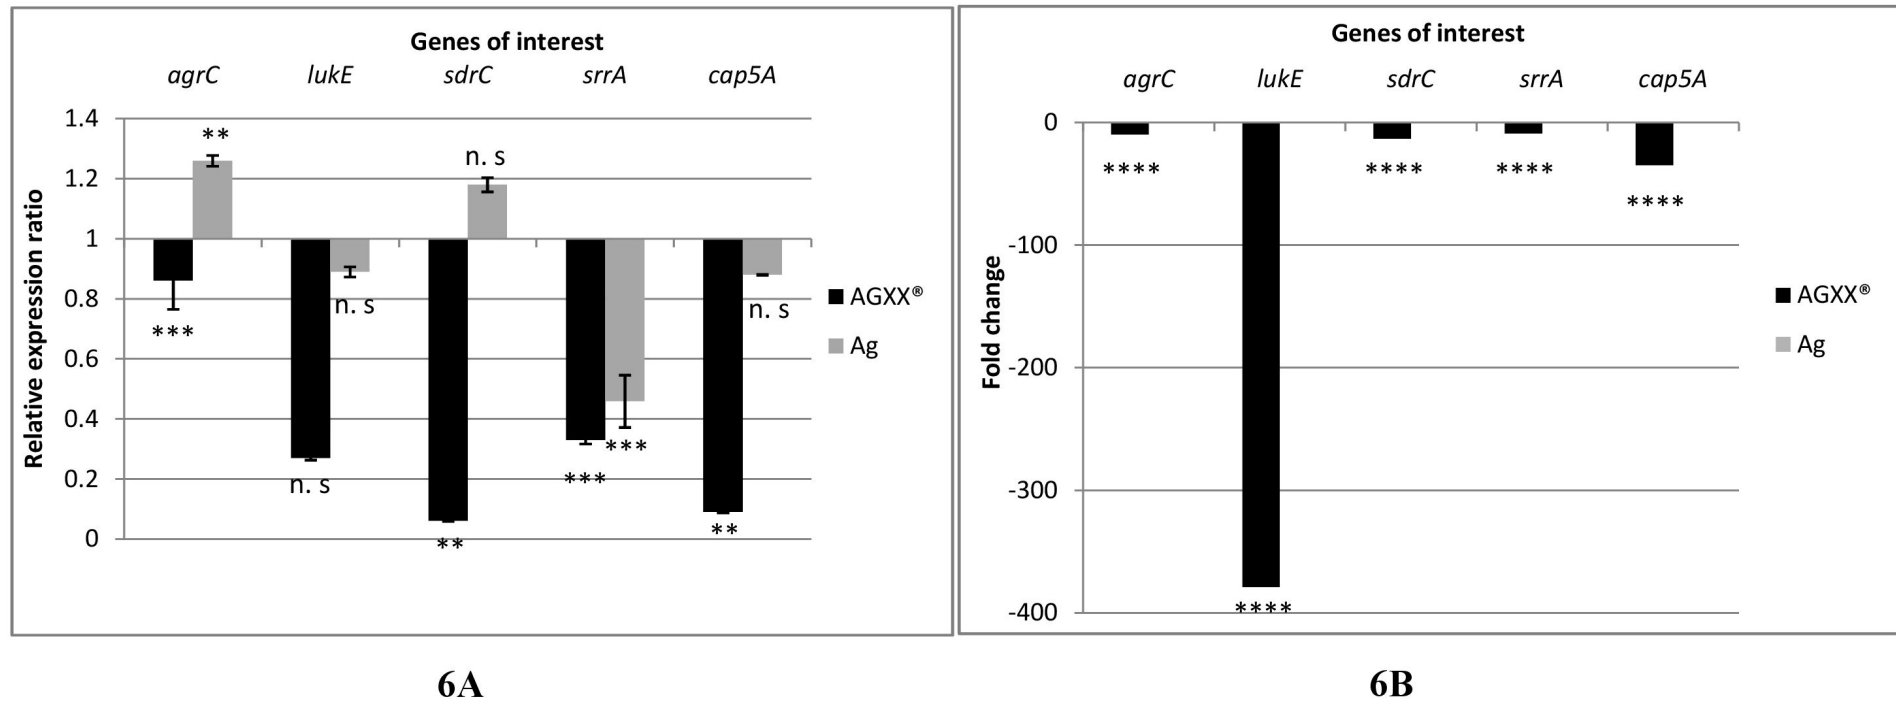 Genes of interest
agrC lukE sdrC srrA cap5A
Relative expression ratio
1.4
1.2
1
0.8
0.6
0.4
0.2
0
**
n. s
***
n. s
n. s
***
***
n. s
**
**
AGXX®
Ag
6A
Genes of interest
agrC lukE sdrC srrA cap5A
Fold change
0
-100
-200
-300
-400
**** **** ****
****
****
AGXX®
Ag
6B